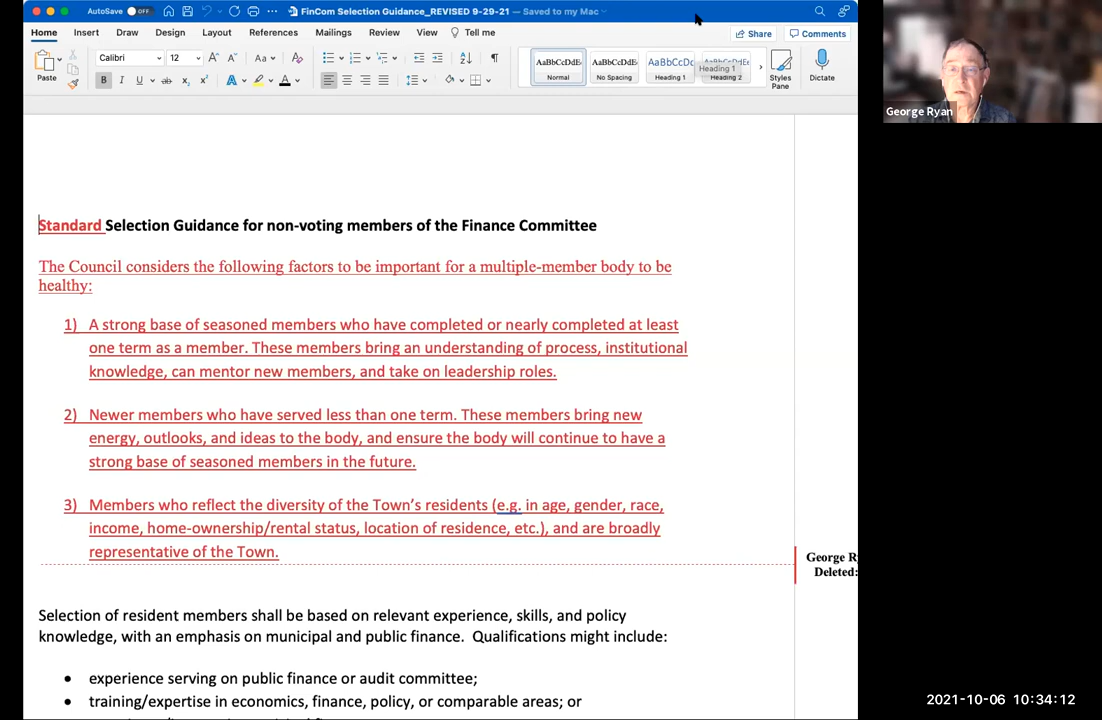 AutoSave OFF FinCom Selection Guidance_REVISED 9-29-21 — Saved to my Mac
Home Insert Draw Design Layout References Mailings Review View Tell me Share Comments
Paste Calibri 12 A A Aa A ¶ AaBbCcDdE AaBbCcDdE AaBbCcDc AaBbCcDdE
B I U ab x₂ x² A A Normal No Spacing Heading 1 Heading 2 Styles Pane Dictate
Heading 1
George Ryan
Standard Selection Guidance for non-voting members of the Finance Committee
The Council considers the following factors to be important for a multiple-member body to be
healthy:
1) A strong base of seasoned members who have completed or nearly completed at least
one term as a member. These members bring an understanding of process, institutional
knowledge, can mentor new members, and take on leadership roles.
2) Newer members who have served less than one term. These members bring new
energy, outlooks, and ideas to the body, and ensure the body will continue to have a
strong base of seasoned members in the future.
3) Members who reflect the diversity of the Town's residents (e.g. in age, gender, race,
income, home-ownership/rental status, location of residence, etc.), and are broadly
representative of the Town.
George R
Deleted:
Selection of resident members shall be based on relevant experience, skills, and policy
knowledge, with an emphasis on municipal and public finance. Qualifications might include:
• experience serving on public finance or audit committee;
• training/expertise in economics, finance, policy, or comparable areas; or
2021-10-06 10:34:12